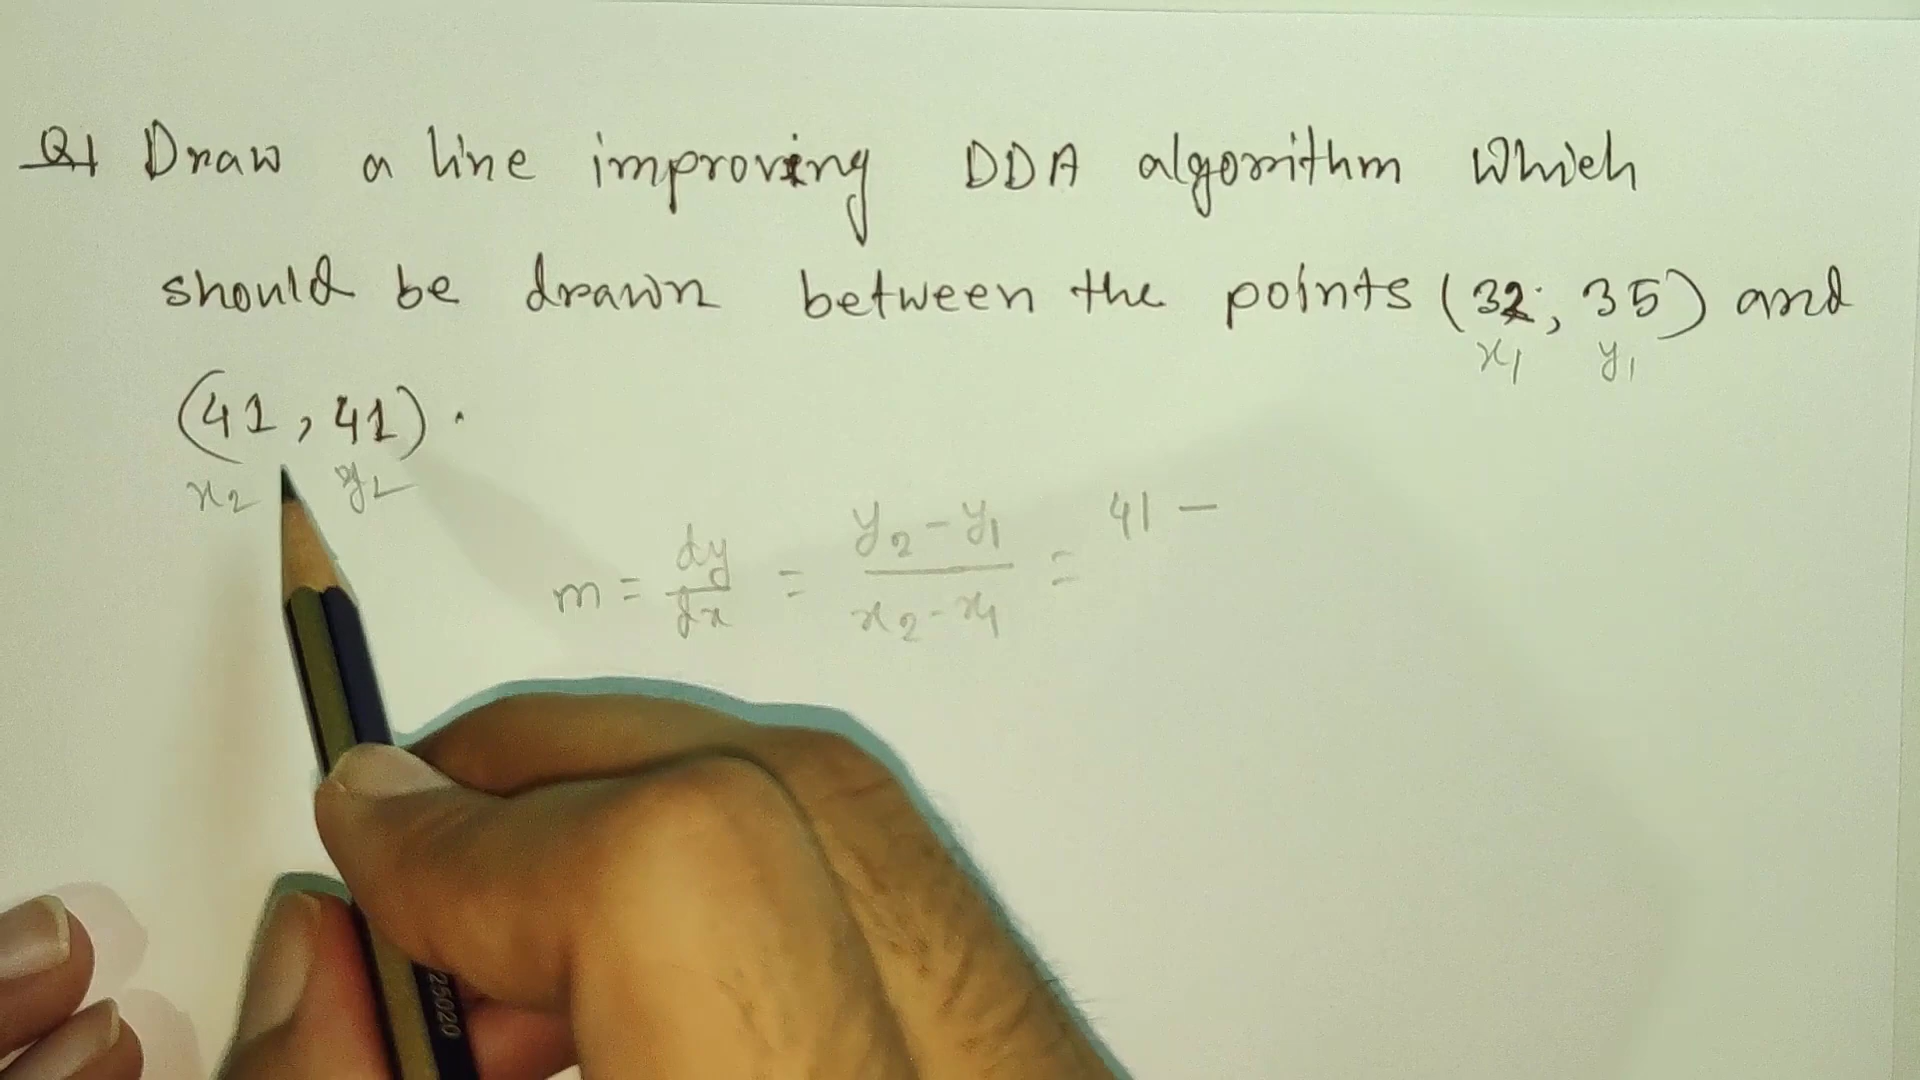 Q1 Draw a line improving DDA algorithm which
should be drawn between the points (32, 35) and
x1 y1
(41, 41).
x2 y2
m = dy/dx = y2-y1/x2-x1 = 41 -
25020